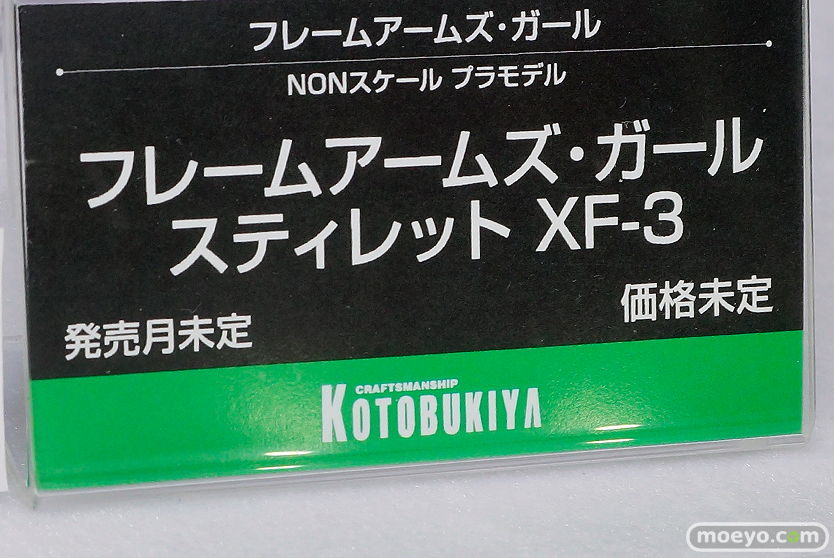 フレームアームズ・ガール
NONスケール プラモデル
フレームアームズ・ガール
スティレット XF-3
価格未定
発売月未定
CRAFTSMANSHIP
KOTOBUKIYA
moeyo.com